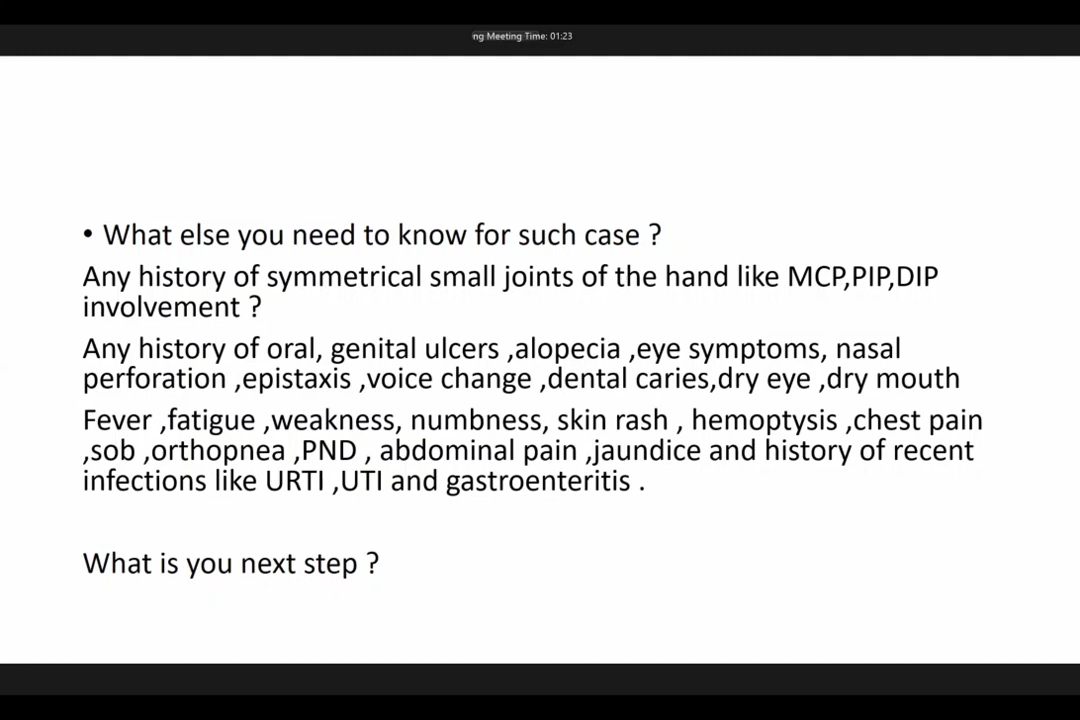 ng Meeting Time: 01:23
• What else you need to know for such case ?
Any history of symmetrical small joints of the hand like MCP,PIP,DIP
involvement ?
Any history of oral, genital ulcers ,alopecia ,eye symptoms, nasal
perforation ,epistaxis ,voice change ,dental caries,dry eye ,dry mouth
Fever ,fatigue ,weakness, numbness, skin rash , hemoptysis ,chest pain
,sob ,orthopnea ,PND , abdominal pain ,jaundice and history of recent
infections like URTI ,UTI and gastroenteritis .
What is you next step ?